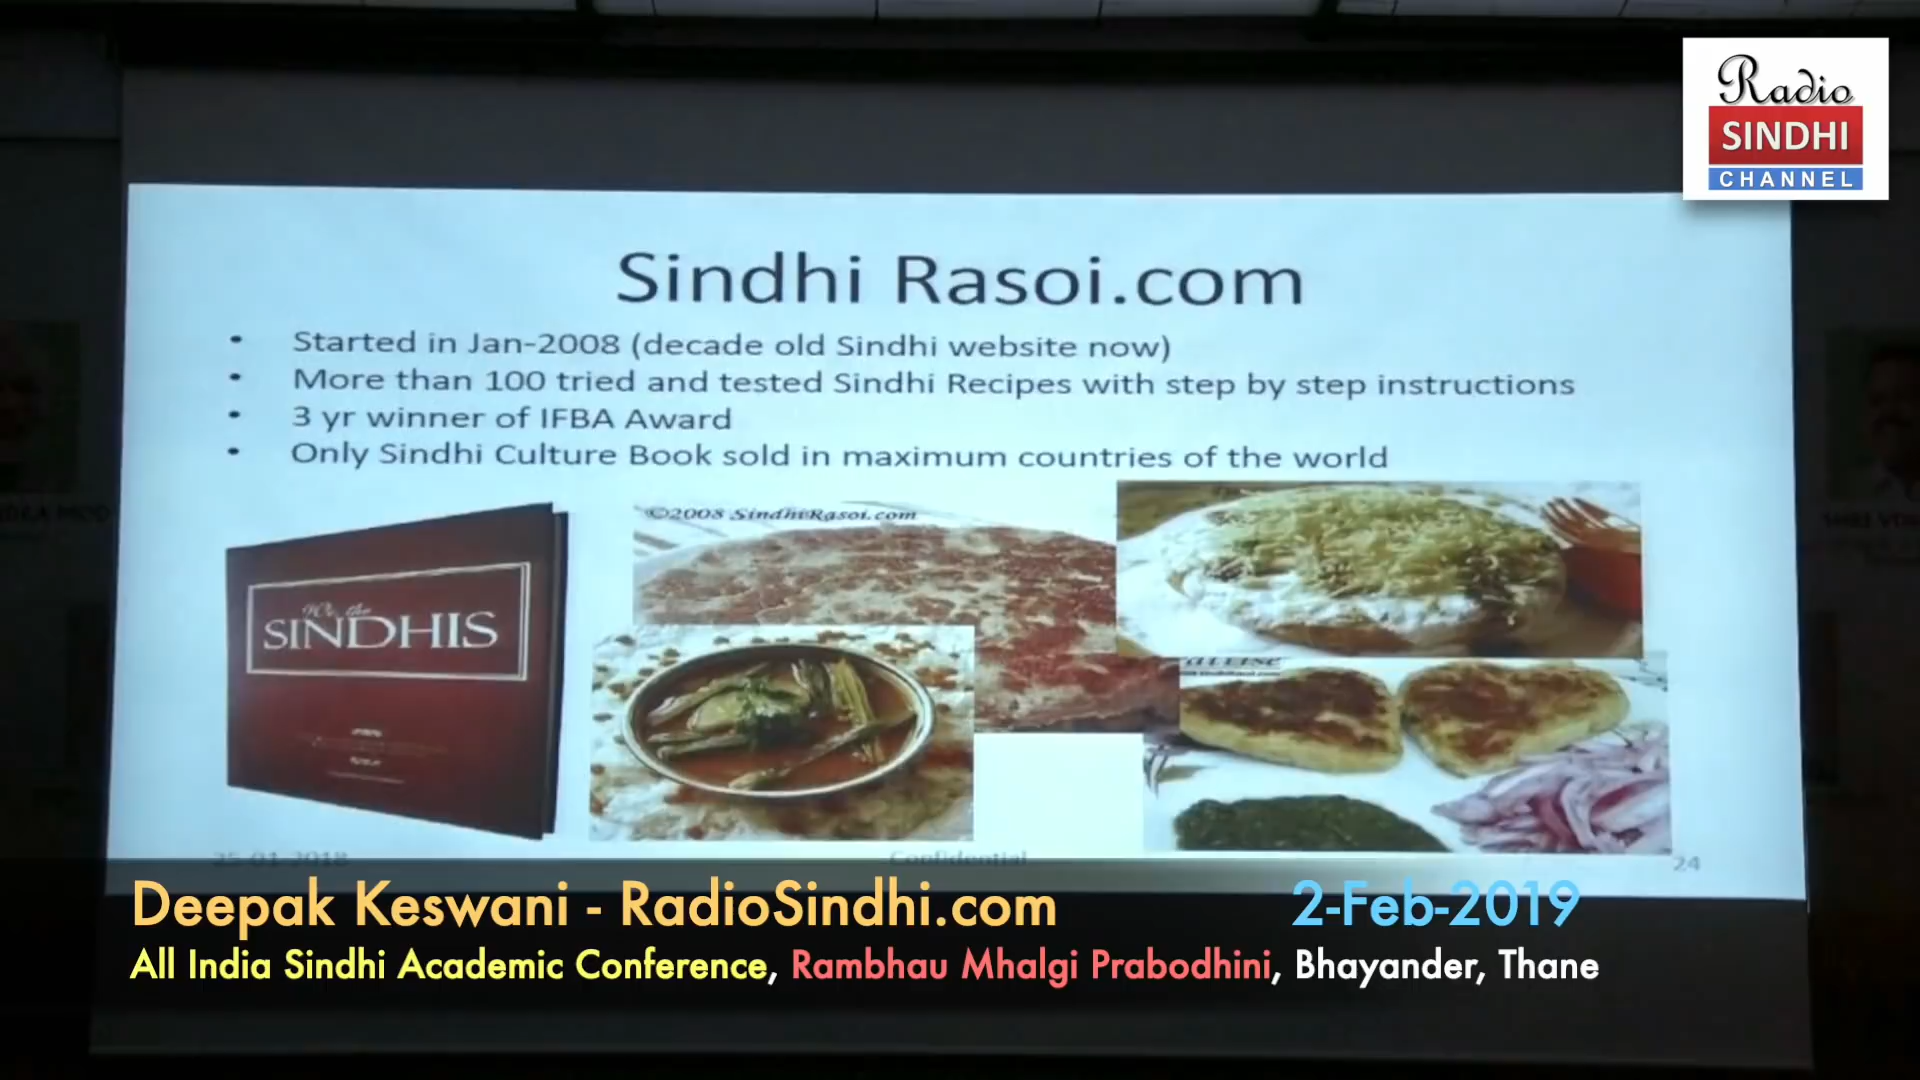 Radio
SINDHI
CHANNEL
Sindhi Rasoi.com
• Started in Jan-2008 (decade old Sindhi website now)
• More than 100 tried and tested Sindhi Recipes with step by step instructions
• 3 yr winner of IFBA Award
• Only Sindhi Culture Book sold in maximum countries of the world
©2008 SindhiRasoi.com
We the
SINDHIS
25-01-2018
Confidential
24
Deepak Keswani - RadioSindhi.com
2-Feb-2019
All India Sindhi Academic Conference, Rambhau Mhalgi Prabodhini, Bhayander, Thane